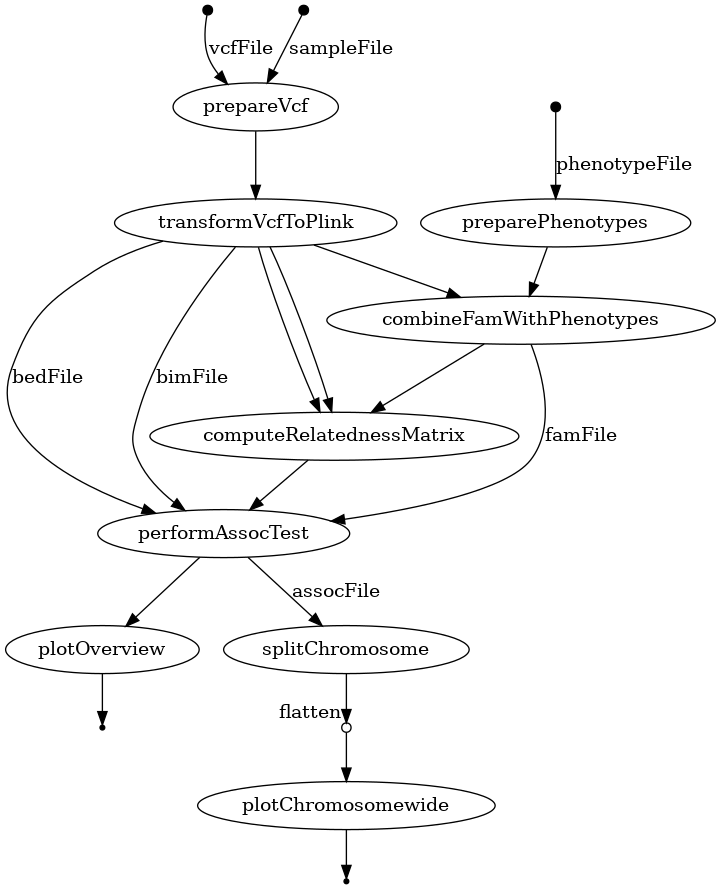 vcfFile
sampleFile
prepareVcf
phenotypeFile
transformVcfToPlink
preparePhenotypes
combineFamWithPhenotypes
bedFile
bimFile
computeRelatednessMatrix
famFile
performAssocTest
assocFile
plotOverview
splitChromosome
flatten
plotChromosomewide